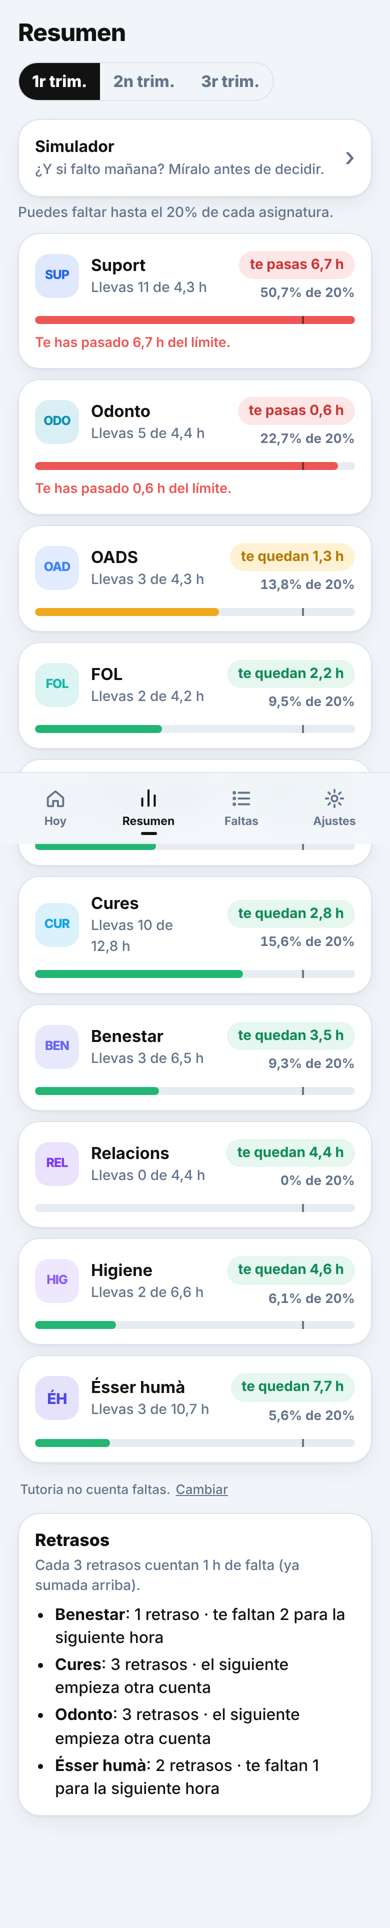 Resumen
1r trim. 2n trim. 3r trim.
Simulador
¿Y si falto mañana? Míralo antes de decidir.
Puedes faltar hasta el 20% de cada asignatura.
SUP
Suport
Llevas 11 de 4,3 h
te pasas 6,7 h
50,7% de 20%
Te has pasado 6,7 h del límite.
ODO
Odonto
Llevas 5 de 4,4 h
te pasas 0,6 h
22,7% de 20%
Te has pasado 0,6 h del límite.
OAD
OADS
Llevas 3 de 4,3 h
te quedan 1,3 h
13,8% de 20%
FOL
FOL
Llevas 2 de 4,2 h
te quedan 2,2 h
9,5% de 20%
Hoy
Resumen
Faltas
Ajustes
CUR
Cures
Llevas 10 de
12,8 h
te quedan 2,8 h
15,6% de 20%
BEN
Benestar
Llevas 3 de 6,5 h
te quedan 3,5 h
9,3% de 20%
REL
Relacions
Llevas 0 de 4,4 h
te quedan 4,4 h
0% de 20%
HIG
Higiene
Llevas 2 de 6,6 h
te quedan 4,6 h
6,1% de 20%
ÉH
Ésser humà
Llevas 3 de 10,7 h
te quedan 7,7 h
5,6% de 20%
Tutoria no cuenta faltas. Cambiar
Retrasos
Cada 3 retrasos cuentan 1 h de falta (ya
sumada arriba).
• Benestar: 1 retraso · te faltan 2 para la
siguiente hora
• Cures: 3 retrasos · el siguiente
empieza otra cuenta
• Odonto: 3 retrasos · el siguiente
empieza otra cuenta
• Ésser humà: 2 retrasos · te faltan 1
para la siguiente hora